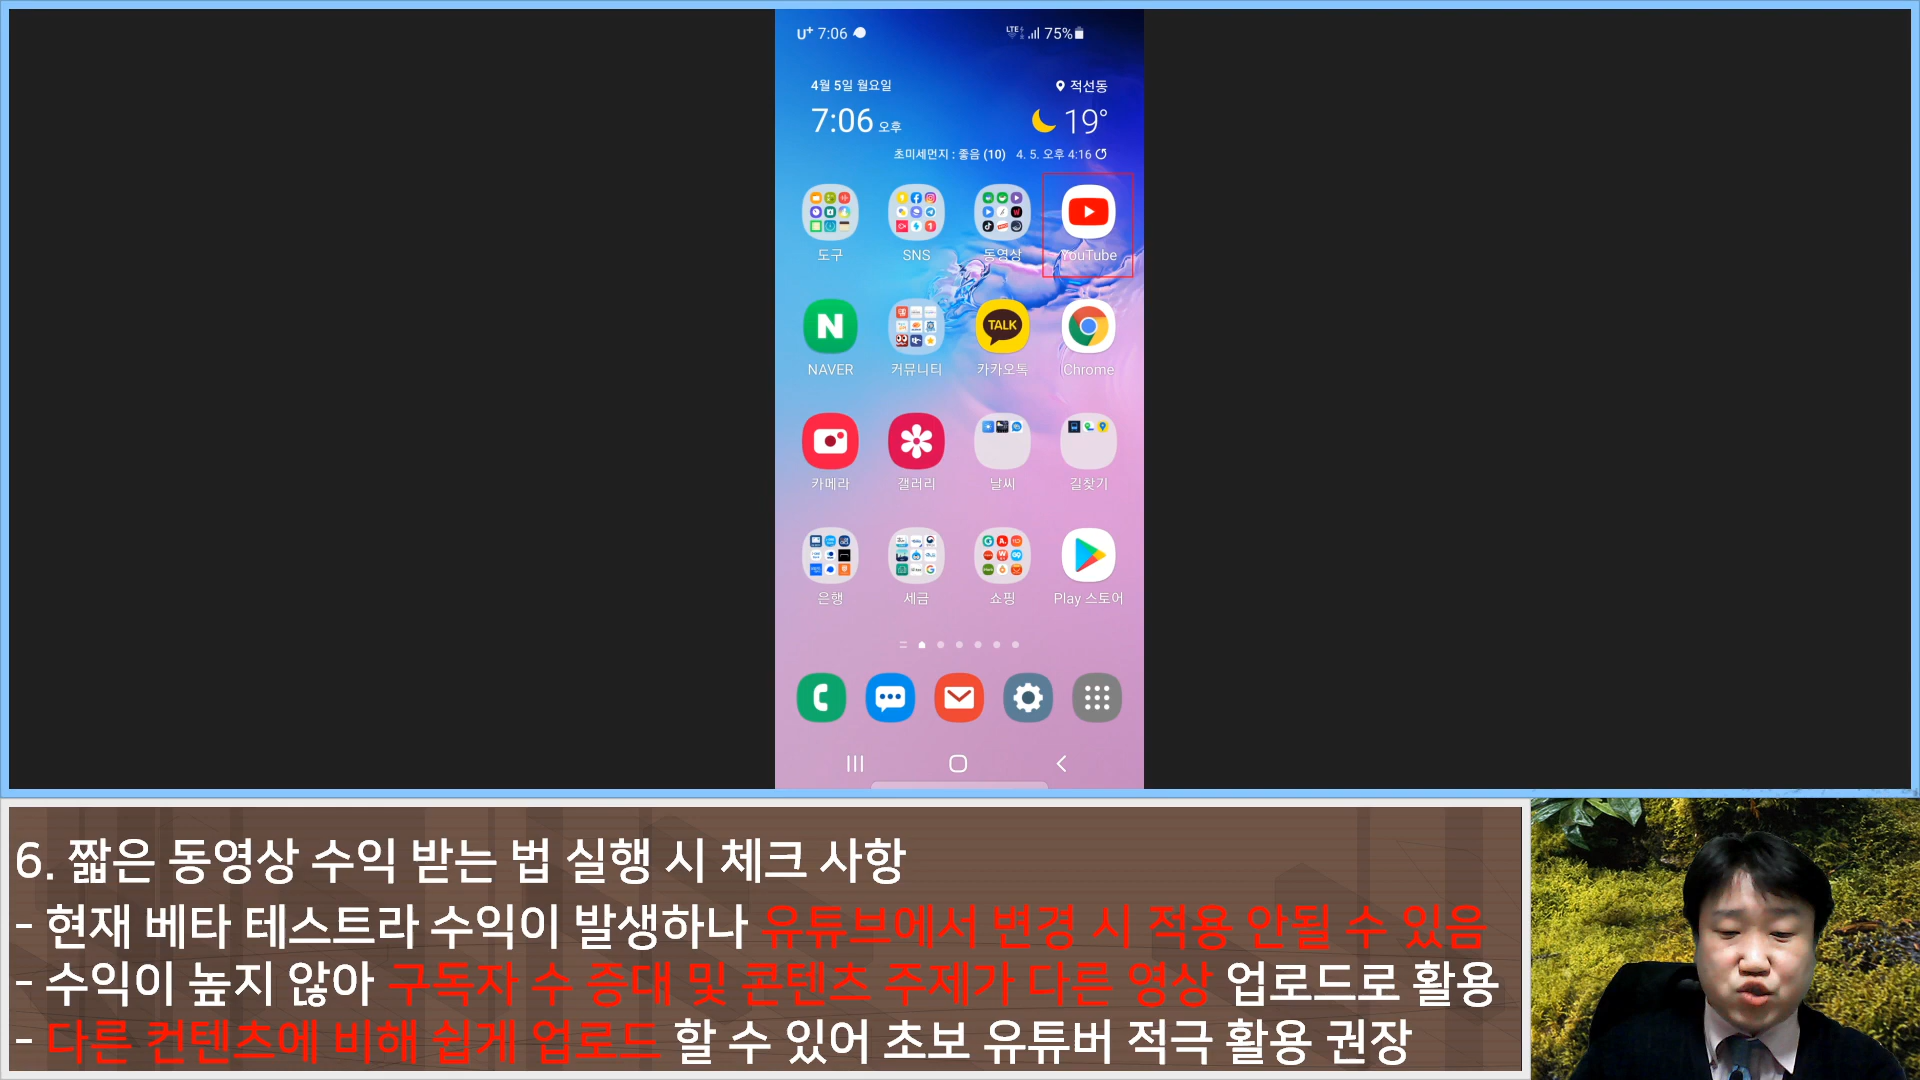 U+ 7:06
LTE 75%
4월 5일 월요일
적선동
7:06 오후
19°
초미세먼지 : 좋음 (10) 4. 5. 오후 4:16
도구 SNS 동영상 YouTube
N TALK
NAVER 커뮤니티 카카오톡 Chrome
카메라 갤러리 날씨 길찾기
은행 세금 쇼핑 Play 스토어
6. 짧은 동영상 수익 받는 법 실행 시 체크 사항
- 현재 베타 테스트라 수익이 발생하나 유튜브에서 변경 시 적용 안될 수 있음
- 수익이 높지 않아 구독자 수 증대 및 콘텐츠 주제가 다른 영상 업로드로 활용
- 다른 컨텐츠에 비해 쉽게 업로드 할 수 있어 초보 유튜버 적극 활용 권장